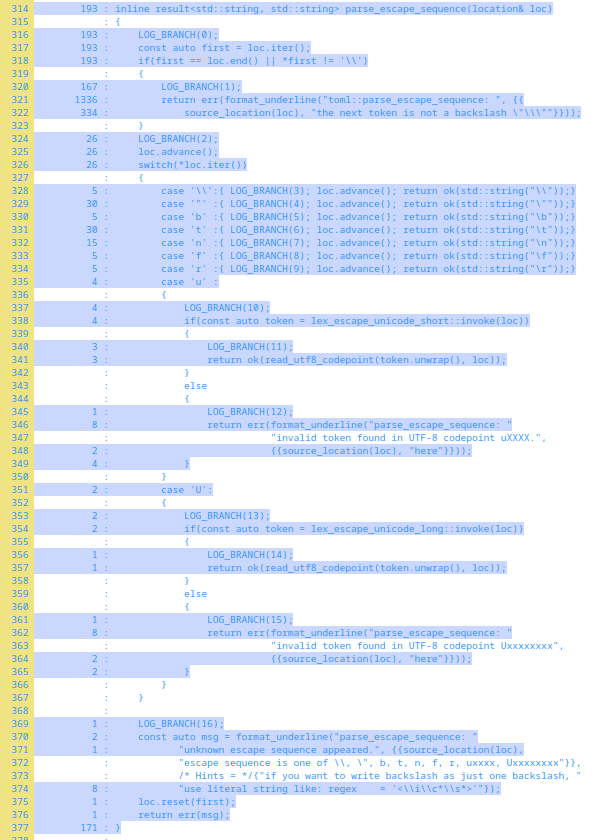 314 193 : inline result<std::string, std::string> parse_escape_sequence(location& loc)
315 : {
316 193 : LOG_BRANCH(0);
317 193 : const auto first = loc.iter();
318 193 : if(first == loc.end() || *first != '\\')
319 : {
320 167 : LOG_BRANCH(1);
321 1336 : return err(format_underline("toml::parse_escape_sequence: ", {{
322 334 : source_location(loc), "the next token is not a backslash \"\\\""}}));
323 : }
324 26 : LOG_BRANCH(2);
325 26 : loc.advance();
326 26 : switch(*loc.iter())
327 : {
328 5 : case '\\':{ LOG_BRANCH(3); loc.advance(); return ok(std::string("\\"));}
329 30 : case '"' :{ LOG_BRANCH(4); loc.advance(); return ok(std::string("\""));}
330 5 : case 'b' :{ LOG_BRANCH(5); loc.advance(); return ok(std::string("\b"));}
331 30 : case 't' :{ LOG_BRANCH(6); loc.advance(); return ok(std::string("\t"));}
332 15 : case 'n' :{ LOG_BRANCH(7); loc.advance(); return ok(std::string("\n"));}
333 5 : case 'f' :{ LOG_BRANCH(8); loc.advance(); return ok(std::string("\f"));}
334 5 : case 'r' :{ LOG_BRANCH(9); loc.advance(); return ok(std::string("\r"));}
335 4 : case 'u' :
336 : {
337 4 : LOG_BRANCH(10);
338 4 : if(const auto token = lex_escape_unicode_short::invoke(loc))
339 : {
340 3 : LOG_BRANCH(11);
341 3 : return ok(read_utf8_codepoint(token.unwrap(), loc));
342 : }
343 : else
344 : {
345 1 : LOG_BRANCH(12);
346 8 : return err(format_underline("parse_escape_sequence: "
347 : "invalid token found in UTF-8 codepoint uXXXX.",
348 2 : {{source_location(loc), "here"}}));
349 4 : }
350 : }
351 2 : case 'U':
352 : {
353 2 : LOG_BRANCH(13);
354 2 : if(const auto token = lex_escape_unicode_long::invoke(loc))
355 : {
356 1 : LOG_BRANCH(14);
357 1 : return ok(read_utf8_codepoint(token.unwrap(), loc));
358 : }
359 : else
360 : {
361 1 : LOG_BRANCH(15);
362 8 : return err(format_underline("parse_escape_sequence: "
363 : "invalid token found in UTF-8 codepoint Uxxxxxxxx",
364 2 : {{source_location(loc), "here"}}));
365 2 : }
366 : }
367 : }
368 :
369 1 : LOG_BRANCH(16);
370 2 : const auto msg = format_underline("parse_escape_sequence: "
371 1 : "unknown escape sequence appeared.", {{source_location(loc),
372 : "escape sequence is one of \\, \", b, t, n, f, r, uxxxx, Uxxxxxxxx"}},
373 : /* Hints = */{"if you want to write backslash as just one backslash, "
374 8 : "use literal string like: regex = '<\\i\\c*\\s*>'"});
375 1 : loc.reset(first);
376 1 : return err(msg);
377 171 : }